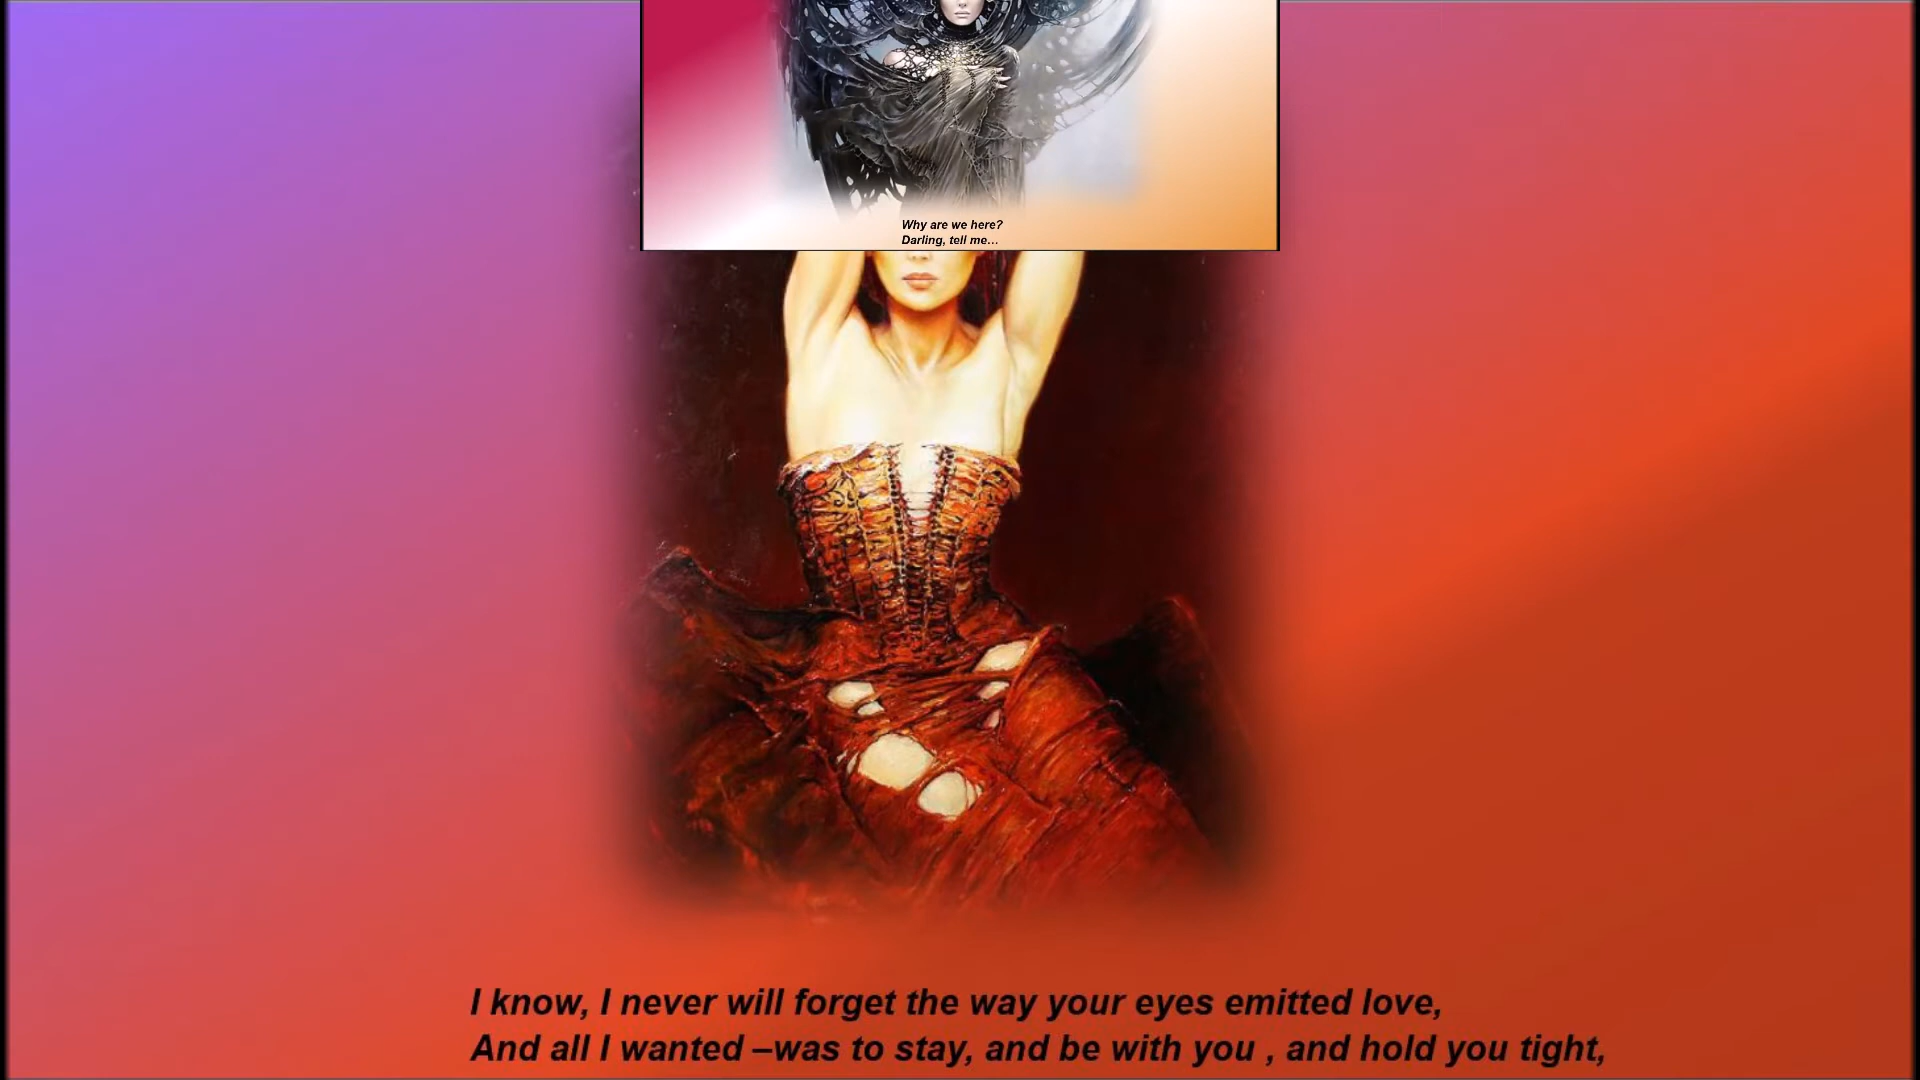 Why are we here?
Darling, tell me...
I know, I never will forget the way your eyes emitted love,
And all I wanted –was to stay, and be with you , and hold you tight,